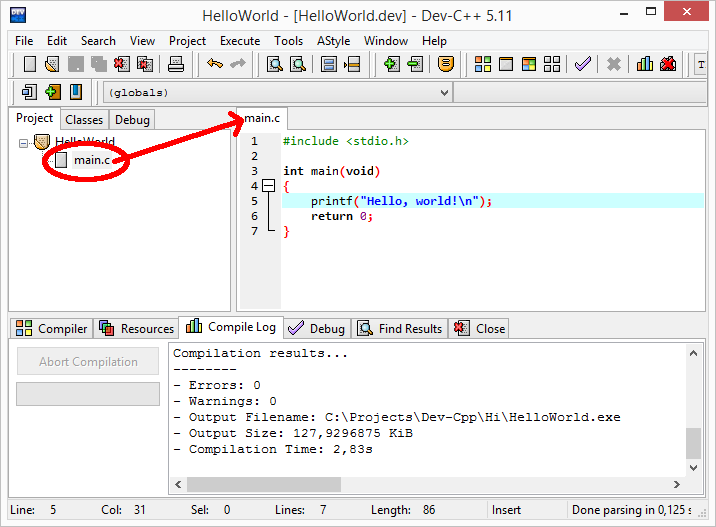 DEV
HelloWorld - [HelloWorld.dev] - Dev-C++ 5.11
File Edit Search View Project Execute Tools AStyle Window Help
T
(globals)
Project Classes Debug
main.c
HelloWorld
main.c
1 #include <stdio.h>
2
3 int main(void)
4 {
5 printf("Hello, world!\n");
6 return 0;
7 }
Compiler Resources Compile Log Debug Find Results Close
Abort Compilation
Compilation results...
--------
- Errors: 0
- Warnings: 0
- Output Filename: C:\Projects\Dev-Cpp\Hi\HelloWorld.exe
- Output Size: 127,9296875 KiB
- Compilation Time: 2,83s
Line: 5 Col: 31 Sel: 0 Lines: 7 Length: 86 Insert Done parsing in 0,125 s